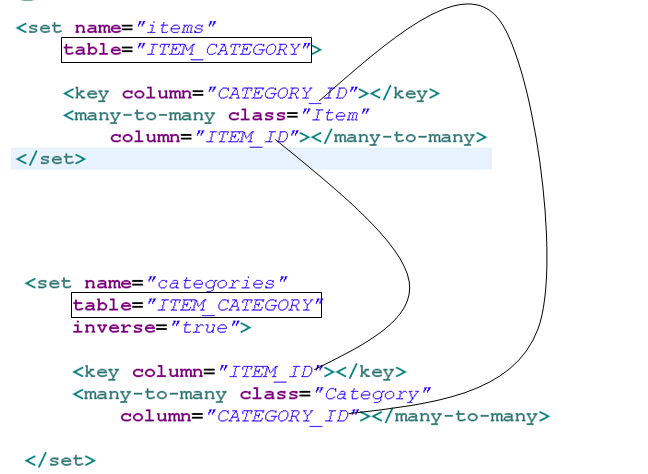 <set name="items"
table="ITEM_CATEGORY">
<key column="CATEGORY_ID"></key>
<many-to-many class="Item"
column="ITEM_ID"></many-to-many>
</set>
<set name="categories"
table="ITEM_CATEGORY"
inverse="true">
<key column="ITEM_ID"></key>
<many-to-many class="Category"
column="CATEGORY_ID"></many-to-many>
</set>